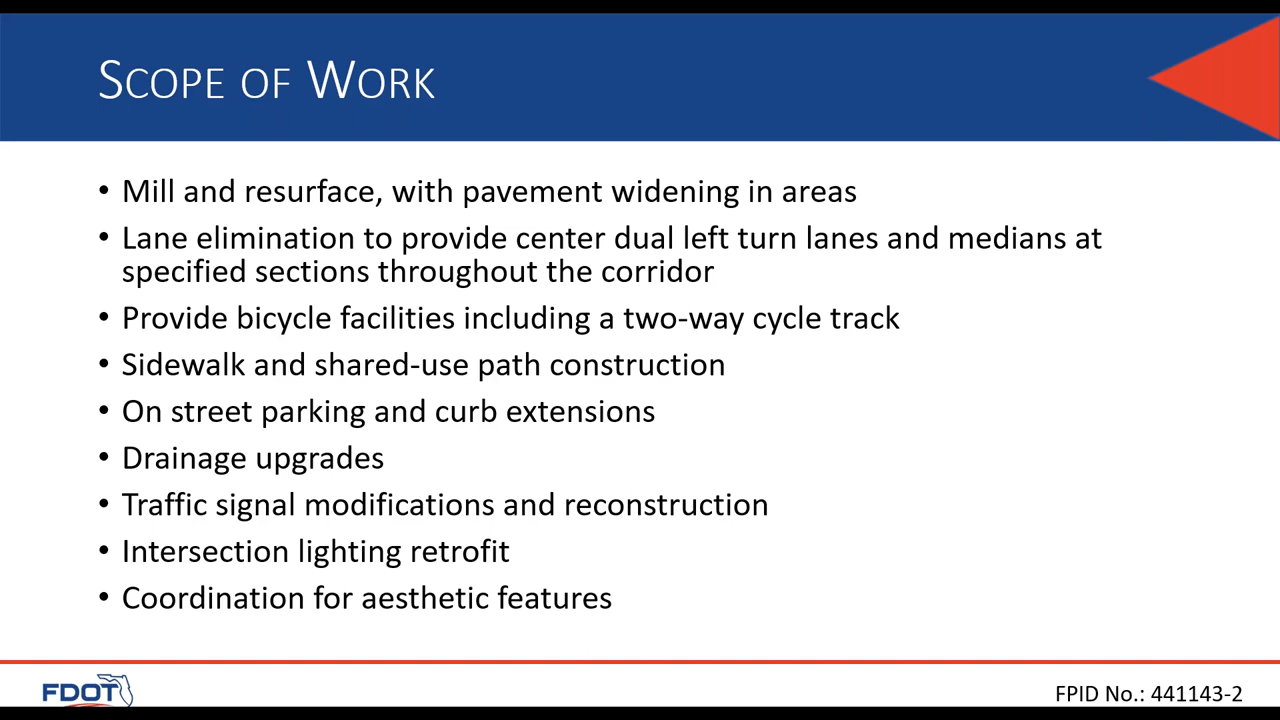 Scope of Work
• Mill and resurface, with pavement widening in areas
• Lane elimination to provide center dual left turn lanes and medians at
specified sections throughout the corridor
• Provide bicycle facilities including a two-way cycle track
• Sidewalk and shared-use path construction
• On street parking and curb extensions
• Drainage upgrades
• Traffic signal modifications and reconstruction
• Intersection lighting retrofit
• Coordination for aesthetic features
FDOT
FPID No.: 441143-2